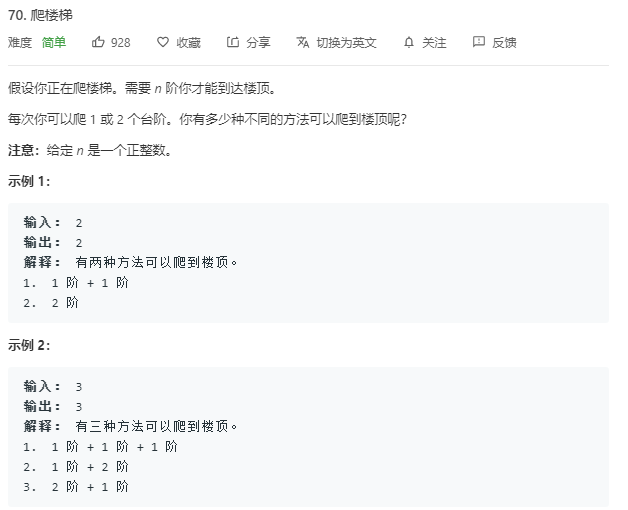 70. 爬楼梯
难度 简单 928 收藏 分享 切换为英文 关注 反馈
假设你正在爬楼梯。需要 n 阶你才能到达楼顶。
每次你可以爬 1 或 2 个台阶。你有多少种不同的方法可以爬到楼顶呢？
注意：给定 n 是一个正整数。
示例 1：
输入： 2
输出： 2
解释： 有两种方法可以爬到楼顶。
1. 1 阶 + 1 阶
2. 2 阶
示例 2：
输入： 3
输出： 3
解释： 有三种方法可以爬到楼顶。
1. 1 阶 + 1 阶 + 1 阶
2. 1 阶 + 2 阶
3. 2 阶 + 1 阶